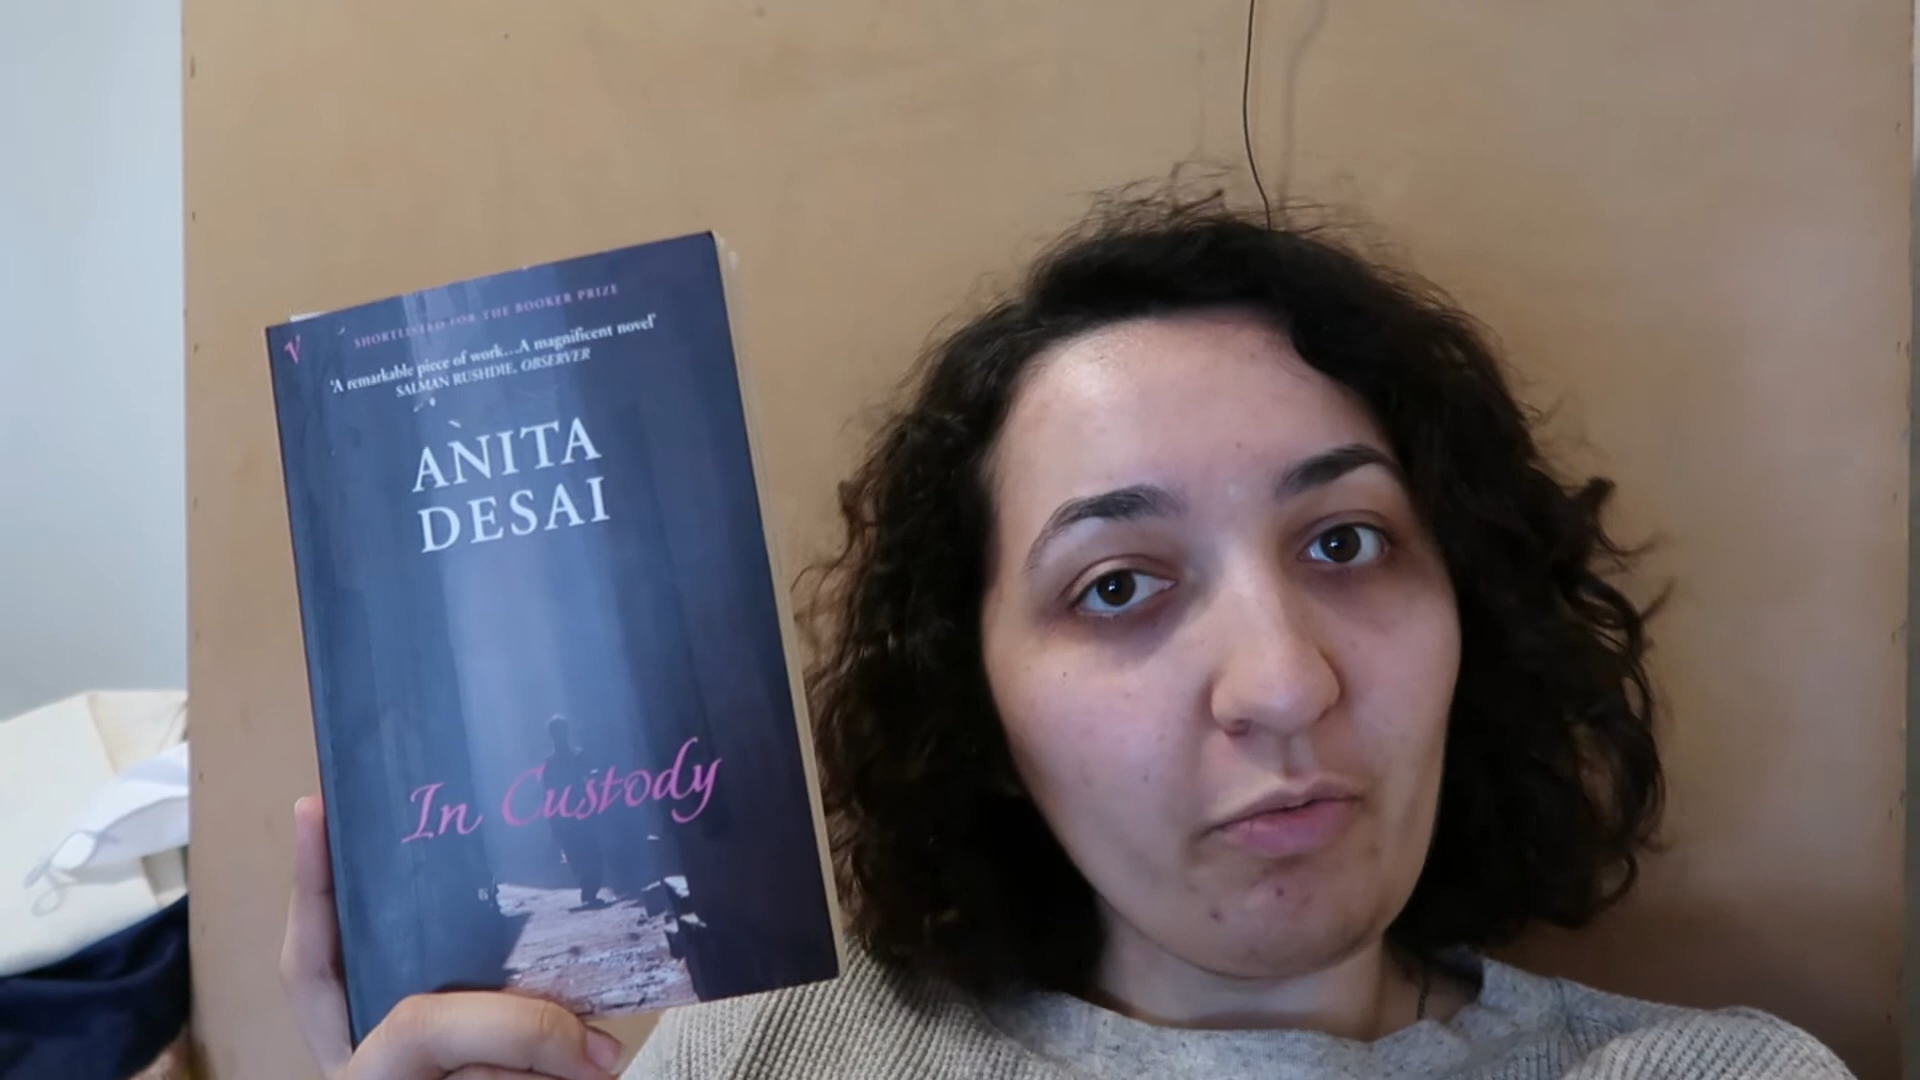 V
SHORTLISTED FOR THE BOOKER PRIZE
'A remarkable piece of work...A magnificent novel'
SALMAN RUSHDIE, OBSERVER
ANITA
DESAI
In Custody